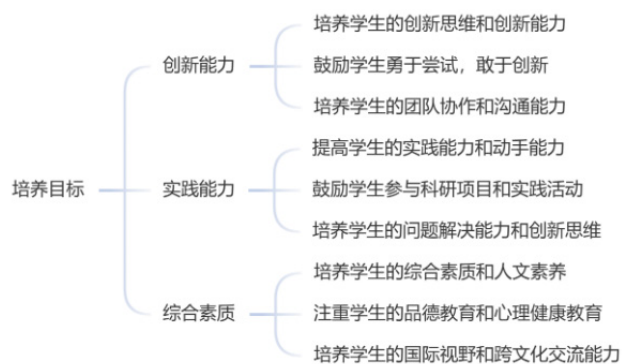 培养目标
创新能力
培养学生的创新思维和创新能力
鼓励学生勇于尝试，敢于创新
培养学生的团队协作和沟通能力
实践能力
提高学生的实践能力和动手能力
鼓励学生参与科研项目和实践活动
培养学生的问题解决能力和创新思维
综合素质
培养学生的综合素质和人文素养
注重学生的品德教育和心理健康教育
培养学生的国际视野和跨文化交流能力